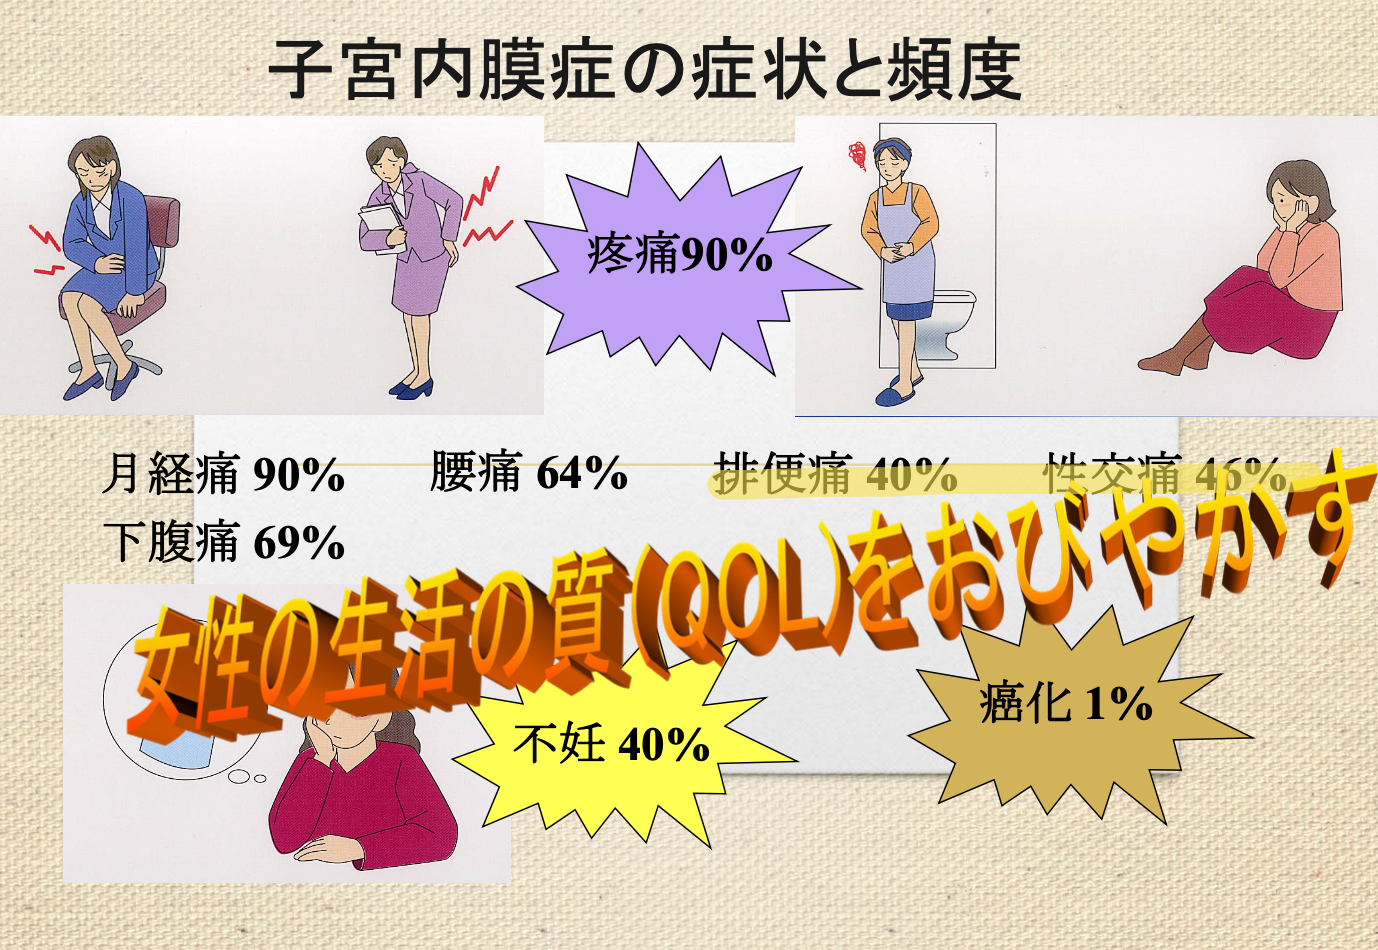 子宮内膜症の症状と頻度
疼痛90%
月経痛 90%
腰痛 64%
排便痛 40%
性交痛 46%
下腹痛 69%
女性の生活の質(QOL)をおびやかす
不妊 40%
癌化 1%